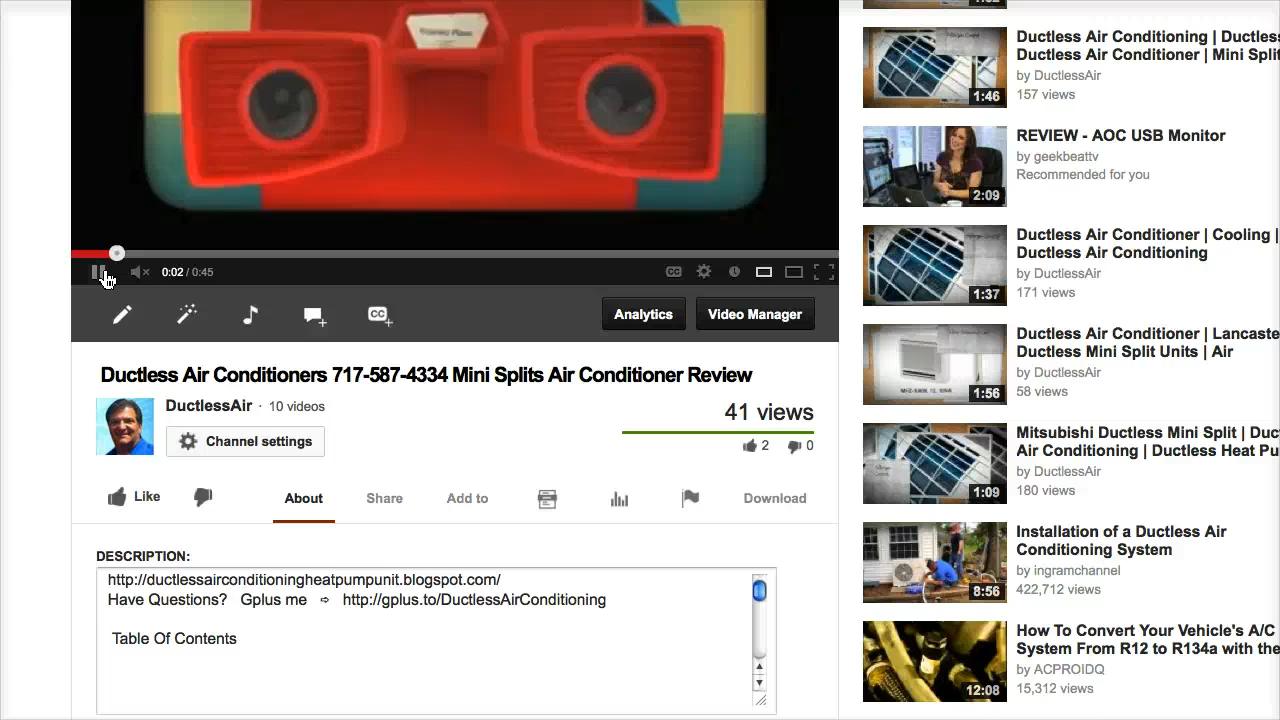 0:02 / 0:45
CC
CC
Analytics
Video Manager
Ductless Air Conditioners 717-587-4334 Mini Splits Air Conditioner Review
DuctlessAir · 10 videos
Channel settings
41 views
2
0
Like
About
Share
Add to
Download
DESCRIPTION:
http://ductlessairconditioningheatpumpunit.blogspot.com/
Have Questions? Gplus me @ http://gplus.to/DuctlessAirConditioning
Table Of Contents
Ductless Air Conditioning | Ductless
Ductless Air Conditioner | Mini Split
by DuctlessAir
157 views
1:46
REVIEW - AOC USB Monitor
by geekbeattv
Recommended for you
2:09
Ductless Air Conditioner | Cooling |
Ductless Air Conditioning
by DuctlessAir
171 views
1:37
Ductless Air Conditioner | Lancaste
Ductless Mini Split Units | Air
by DuctlessAir
58 views
1:56
Mitsubishi Ductless Mini Split | Duc
Air Conditioning | Ductless Heat Pu
by DuctlessAir
180 views
1:09
Installation of a Ductless Air
Conditioning System
by ingramchannel
422,712 views
8:56
How To Convert Your Vehicle's A/C
System From R12 to R134a with the
by ACPROIDQ
15,312 views
12:08